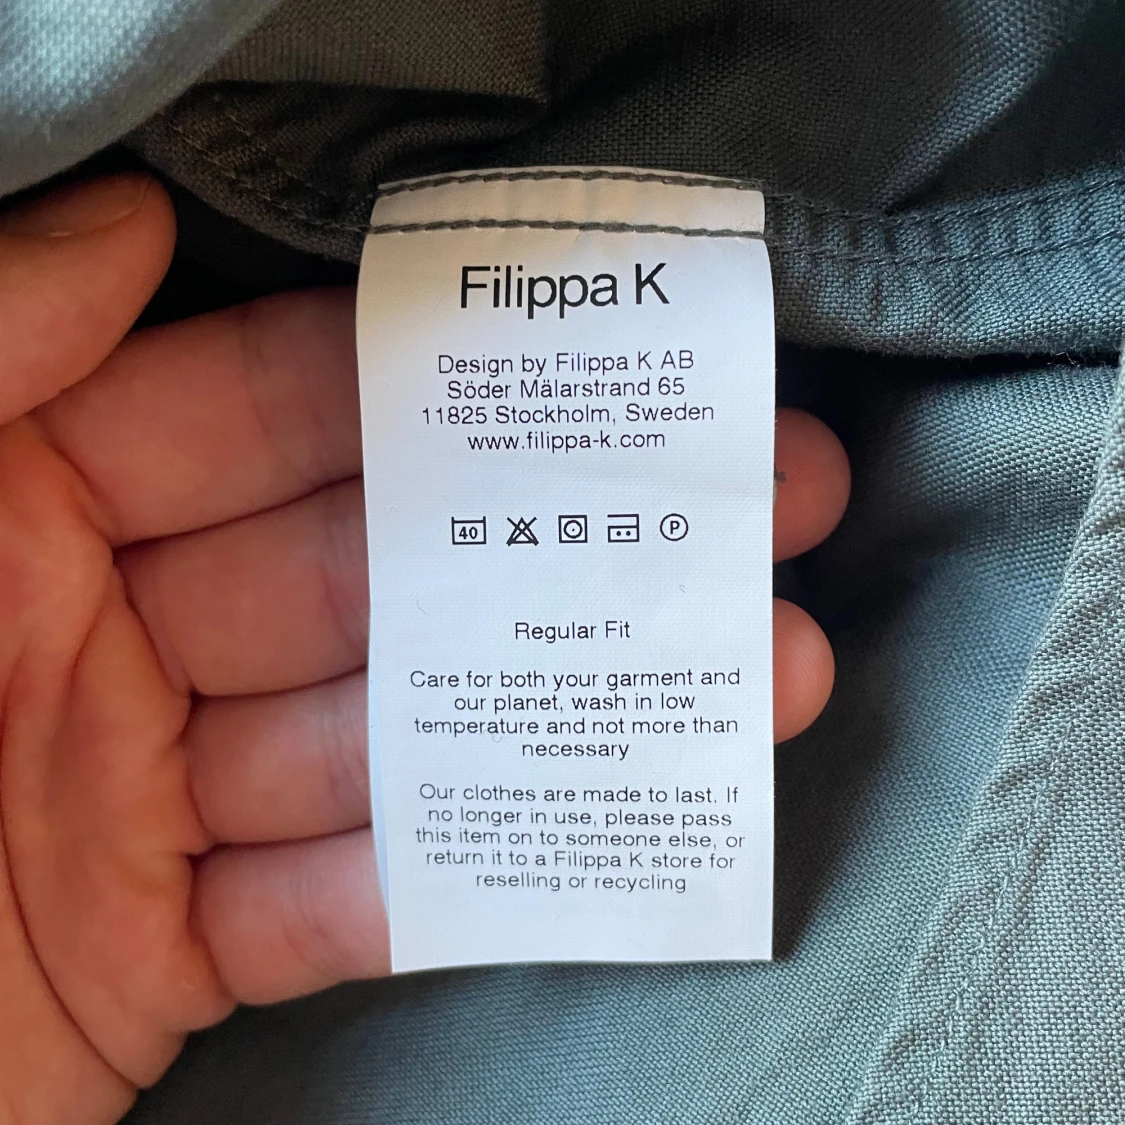 Filippa K
Design by Filippa K AB
Söder Mälarstrand 65
11825 Stockholm, Sweden
www.filippa-k.com
40 P
Regular Fit
Care for both your garment and
our planet, wash in low
temperature and not more than
necessary
Our clothes are made to last. If
no longer in use, please pass
this item on to someone else, or
return it to a Filippa K store for
reselling or recycling